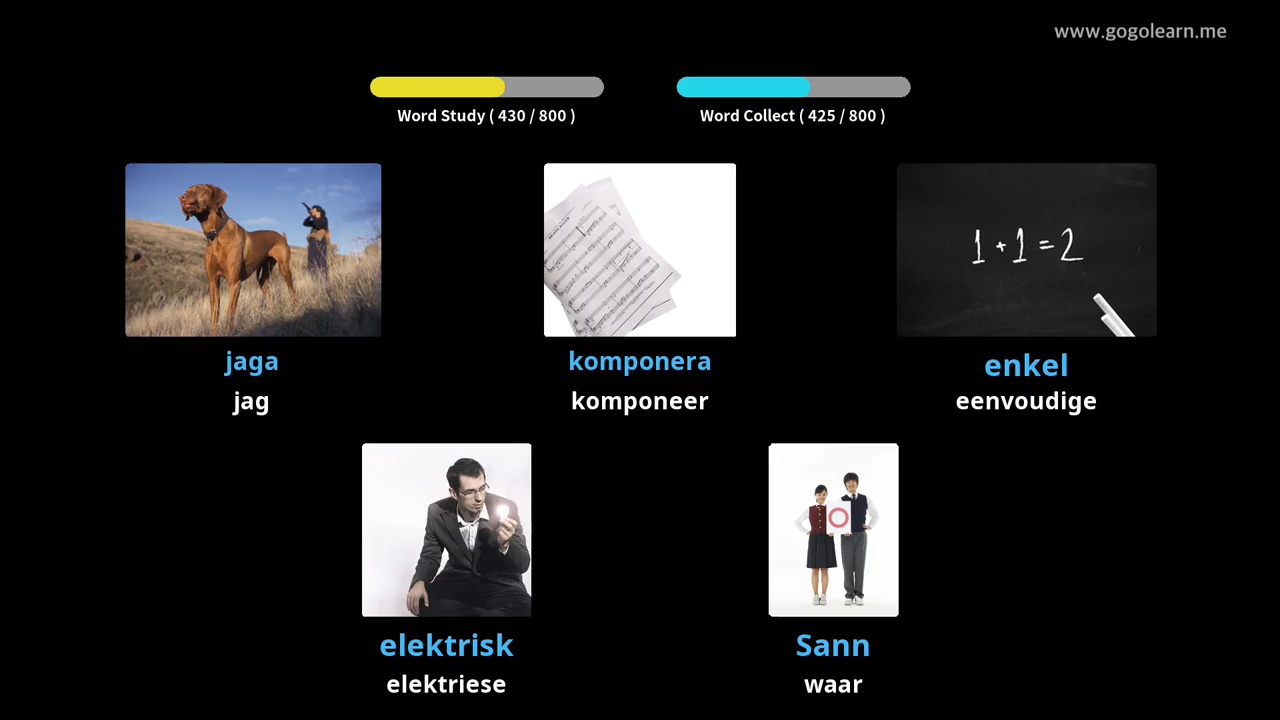 www.gogolearn.me
Word Study ( 430 / 800 )
Word Collect ( 425 / 800 )
1 + 1 = 2
jaga
komponera
enkel
jag
komponeer
eenvoudige
elektrisk
Sann
elektriese
waar